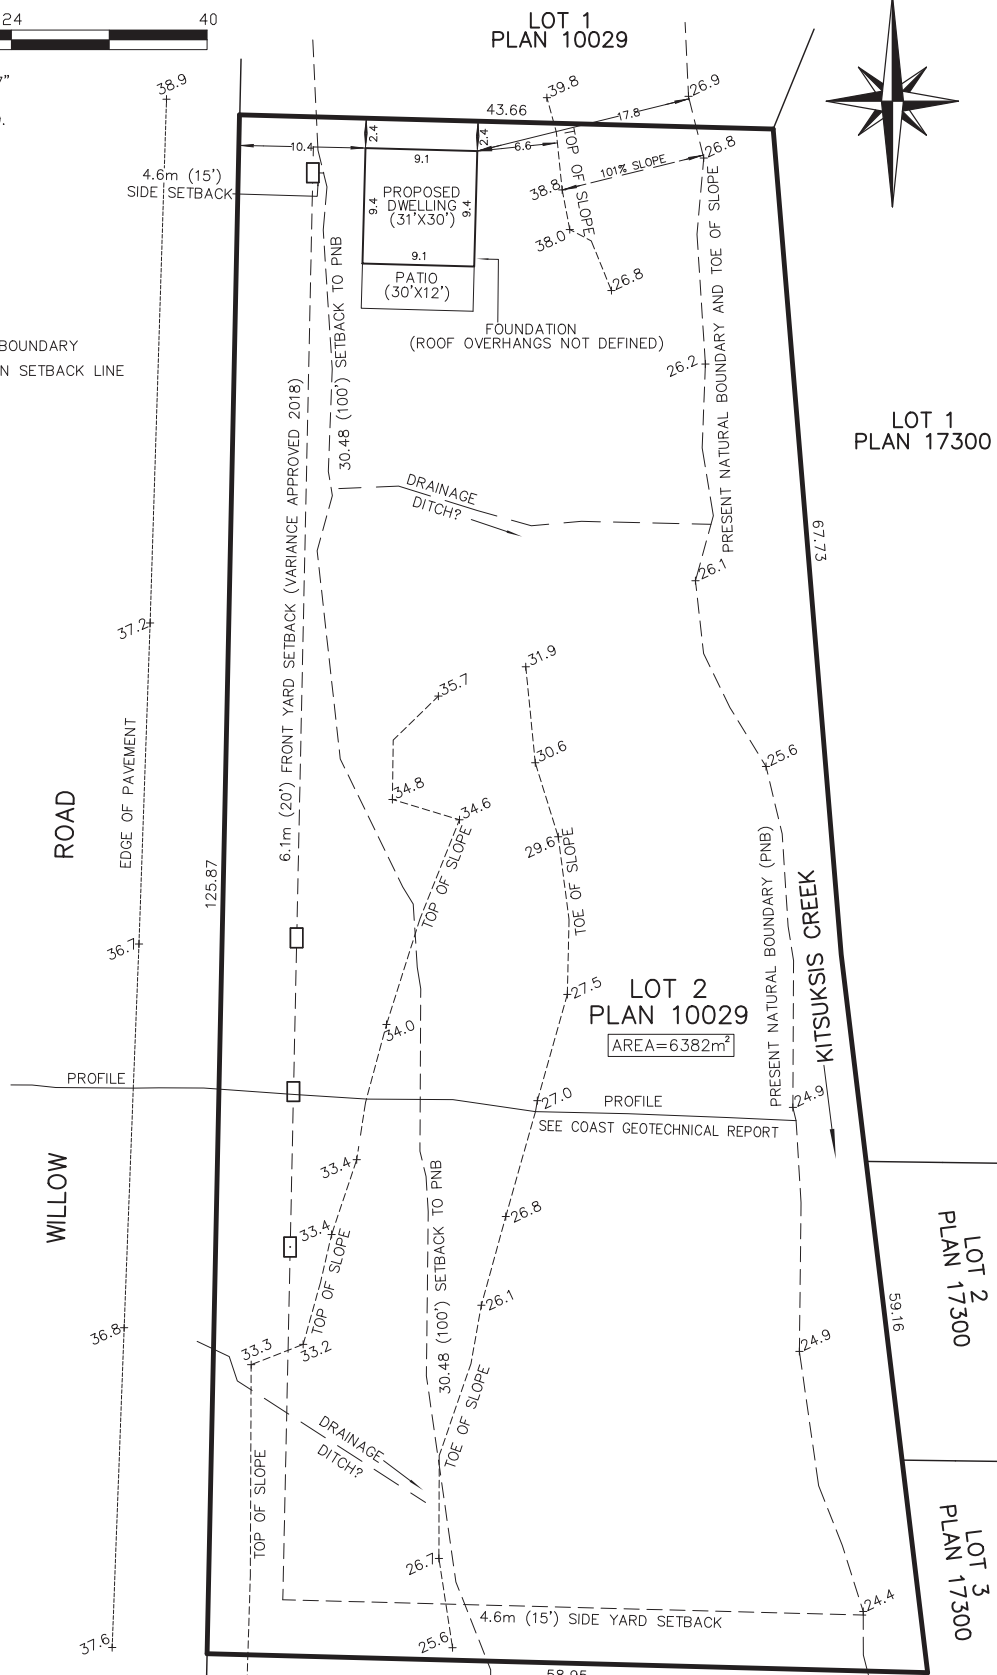 24
40
LOT 1
PLAN 10029
38.9
39.8
26.9
43.66
17.8
2.4
2.4
10.4
6.6
9.1
26.8
101% SLOPE
4.6m (15')
SIDE SETBACK
PROPOSED
DWELLING
(31'X30')
9.4
9.4
38.8
TOP OF SLOPE
38.0
9.1
PATIO
(30'X12')
26.8
FOUNDATION
(ROOF OVERHANGS NOT DEFINED)
BOUNDARY
N SETBACK LINE
30.48 (100') SETBACK TO PNB
PRESENT NATURAL BOUNDARY AND TOE OF SLOPE
26.2
LOT 1
PLAN 17300
6.1m (20') FRONT YARD SETBACK (VARIANCE APPROVED 2018)
DRAINAGE
DITCH?
67.73
26.1
37.2
31.9
35.7
30.6
25.6
34.8
34.6
29.6
EDGE OF PAVEMENT
ROAD
TOP OF SLOPE
TOE OF SLOPE
125.87
36.7
PRESENT NATURAL BOUNDARY (PNB)
KITSUKSIS CREEK
27.5
LOT 2
PLAN 10029
AREA=6382m²
34.0
PROFILE
27.0
PROFILE
24.9
SEE COAST GEOTECHNICAL REPORT
WILLOW
33.4
33.4
26.8
TOP OF SLOPE
30.48 (100') SETBACK TO PNB
LOT 2
PLAN 17300
26.1
59.16
36.8
33.3
33.2
24.9
TOE OF SLOPE
DRAINAGE
DITCH?
TOP OF SLOPE
26.7
LOT 3
PLAN 17300
24.4
4.6m (15') SIDE YARD SETBACK
37.6
25.6